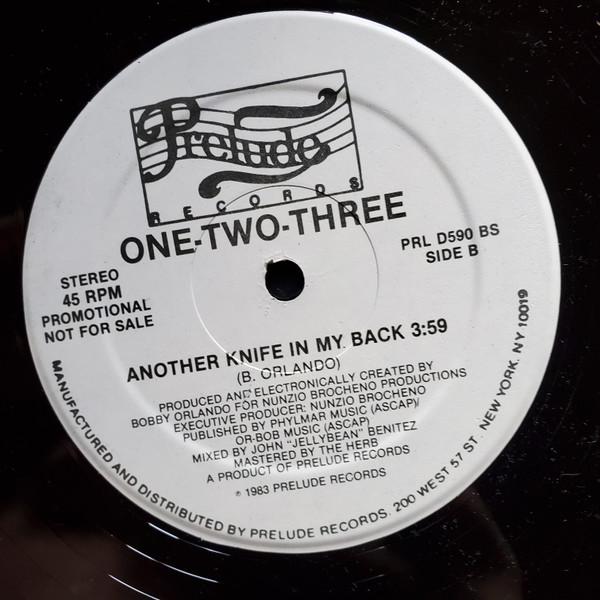 Prelude
RECORDS
ONE-TWO-THREE
STEREO
45 RPM
PROMOTIONAL
NOT FOR SALE
PRL D590 BS
SIDE B
ANOTHER KNIFE IN MY BACK 3:59
(B. ORLANDO)
PRODUCED AND ELECTRONICALLY CREATED BY
BOBBY ORLANDO FOR NUNZIO BROCHENO PRODUCTIONS
EXECUTIVE PRODUCER: NUNZIO BROCHENO
PUBLISHED BY PHYLMAR MUSIC (ASCAP)/
OR-BOB MUSIC (ASCAP)
MIXED BY JOHN "JELLYBEAN" BENITEZ
MASTERED BY THE HERB
A PRODUCT OF PRELUDE RECORDS
℗ 1983 PRELUDE RECORDS
MANUFACTURED AND DISTRIBUTED BY PRELUDE RECORDS, 200 WEST 57 ST. NEW YORK, NY 10019